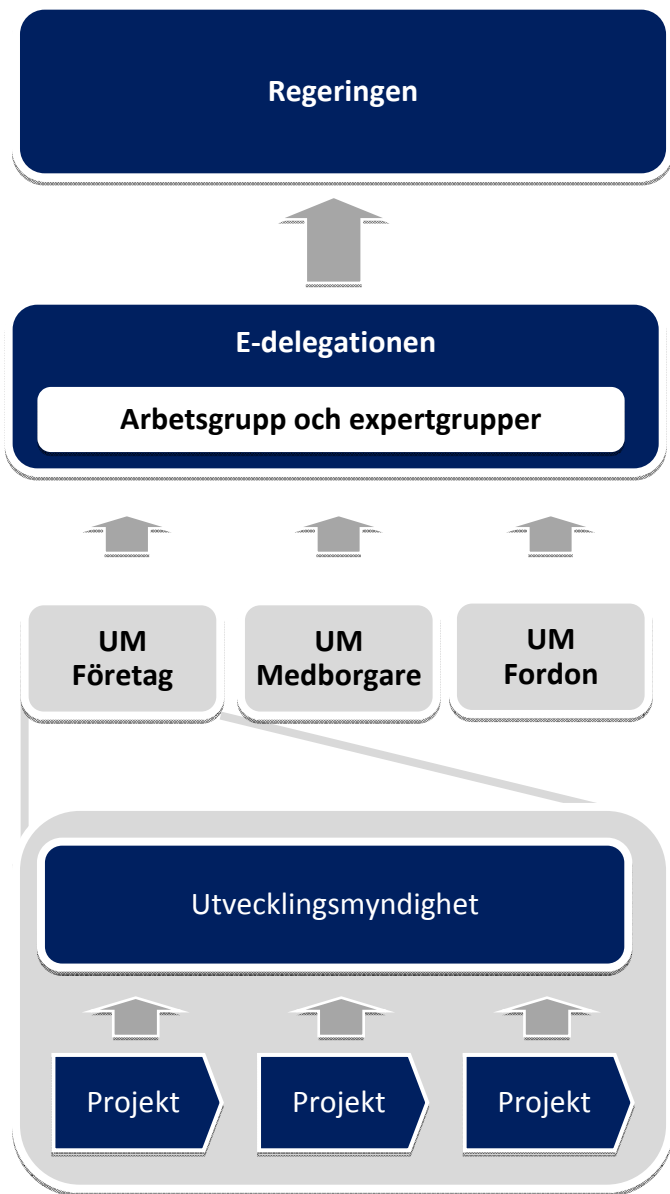 Regeringen
E-delegationen
Arbetsgrupp och expertgrupper
UM
Företag
UM
Medborgare
UM
Fordon
Utvecklingsmyndighet
Projekt
Projekt
Projekt